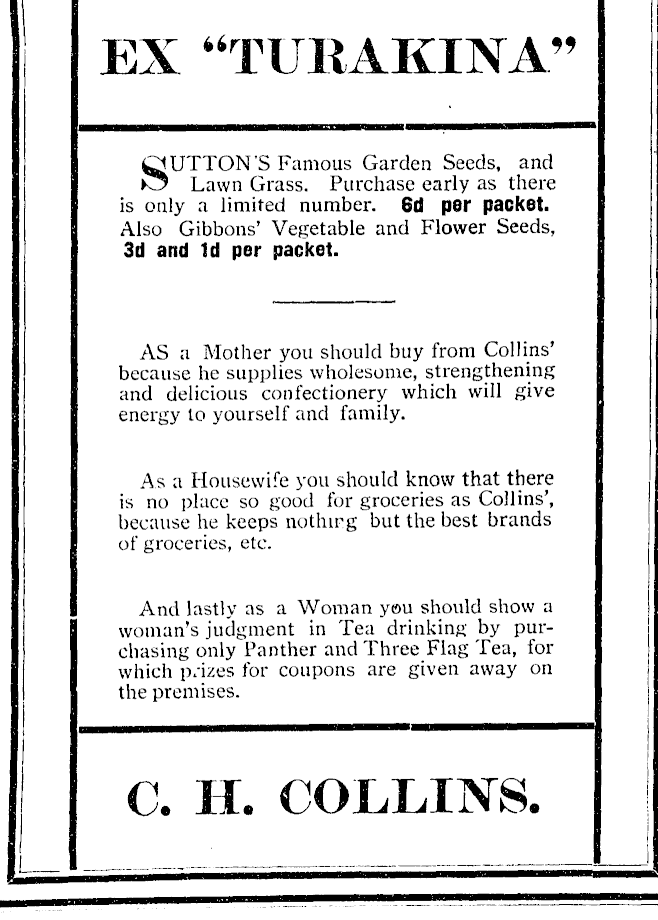 EX “TURAKINA”
SUTTON'S Famous Garden Seeds, and
Lawn Grass. Purchase early as there
is only a limited number. 6d per packet.
Also Gibbons' Vegetable and Flower Seeds,
3d and 1d per packet.
AS a Mother you should buy from Collins'
because he supplies wholesome, strengthening
and delicious confectionery which will give
energy to yourself and family.
As a Housewife you should know that there
is no place so good for groceries as Collins',
because he keeps nothing but the best brands
of groceries, etc.
And lastly as a Woman you should show a
woman's judgment in Tea drinking by pur-
chasing only Panther and Three Flag Tea, for
which prizes for coupons are given away on
the premises.
C. H. COLLINS.